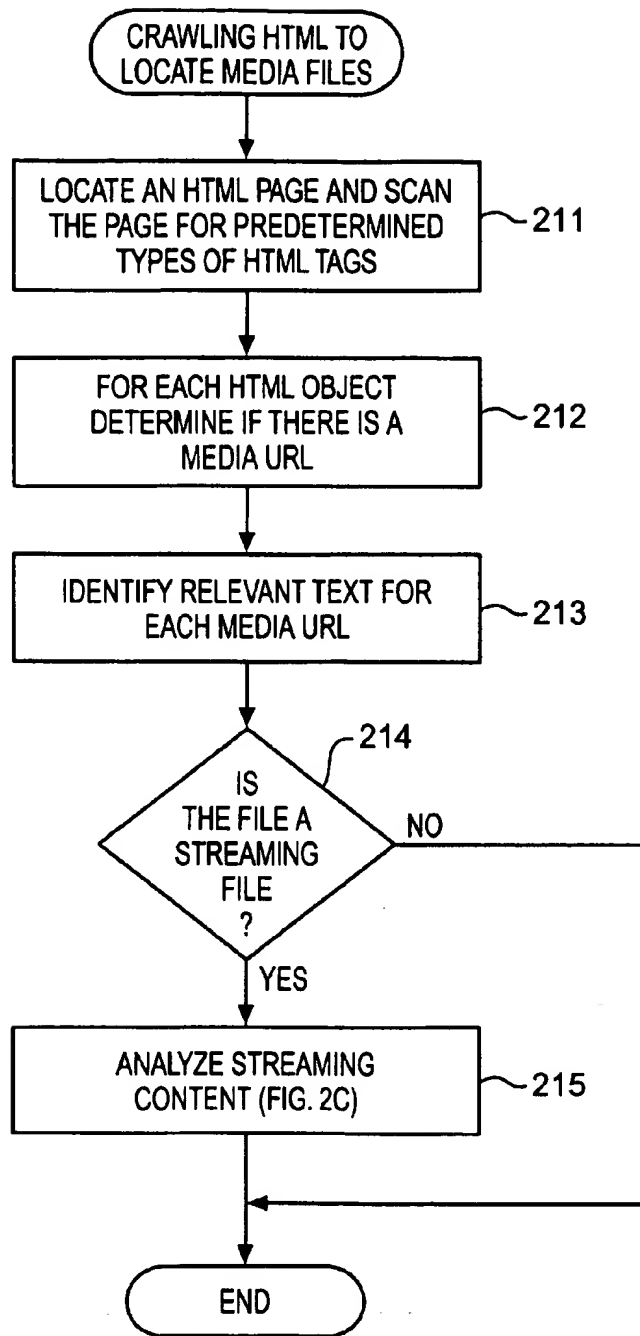 CRAWLING HTML TO
LOCATE MEDIA FILES
LOCATE AN HTML PAGE AND SCAN
THE PAGE FOR PREDETERMINED
TYPES OF HTML TAGS
211
FOR EACH HTML OBJECT
DETERMINE IF THERE IS A
MEDIA URL
212
IDENTIFY RELEVANT TEXT FOR
EACH MEDIA URL
213
214
IS
THE FILE A
STREAMING
FILE
?
NO
YES
ANALYZE STREAMING
CONTENT (FIG. 2C)
215
END